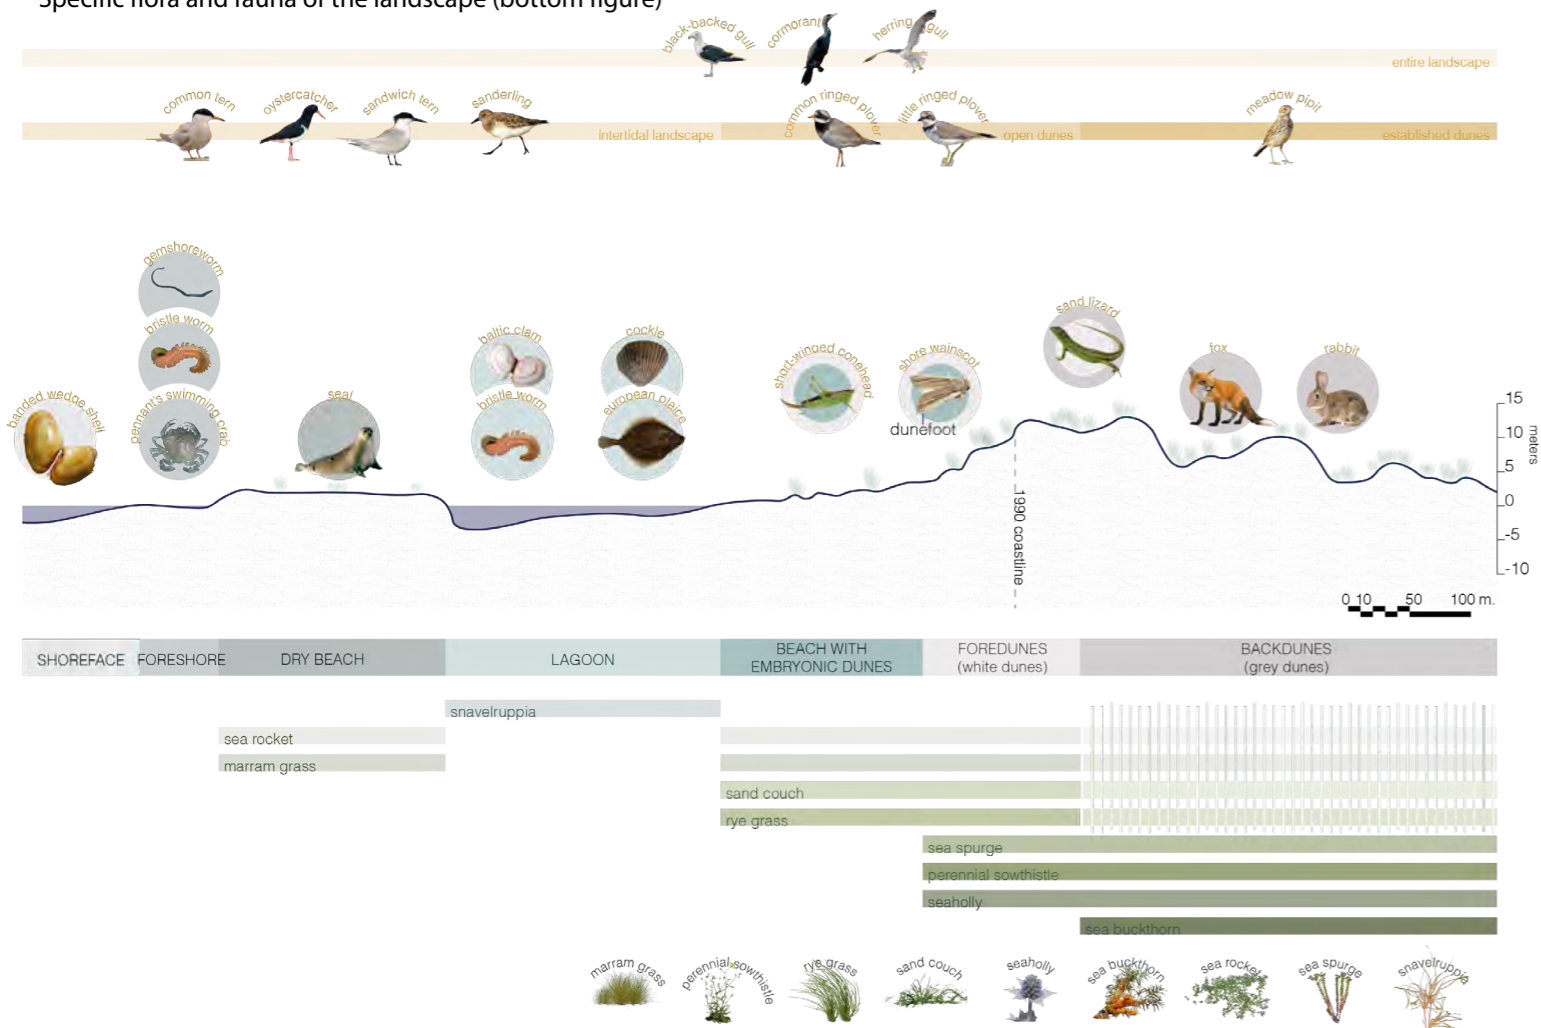 Specific flora and fauna of the landscape (bottom figure)
black-backed gull
cormorant
herring gull
entire landscape
common tern
oystercatcher
sandwich tern
sanderling
intertidal landscape
common ringed plover
little ringed plover
open dunes
meadow pipit
established dunes
gemshoreworm
bristle worm
banded wedge shell
pennant's swimming crab
seal
baltic clam
bristle worm
cockle
european plaice
short-winged conehead
shore wainscot
dunefoot
sand lizard
fox
rabbit
15
10
5
0
-5
-10
meters
1990 coastline
0 10 50 100 m.
SHOREFACE
FORESHORE
DRY BEACH
LAGOON
BEACH WITH
EMBRYONIC DUNES
FOREDUNES
(white dunes)
BACKDUNES
(grey dunes)
snavelruppia
sea rocket
marram grass
sand couch
rye grass
sea spurge
perennial sowthistle
seaholly
sea buckthorn
marram grass
perennial sowthistle
rye grass
sand couch
seaholly
sea buckthorn
sea rocket
sea spurge
snavelruppia